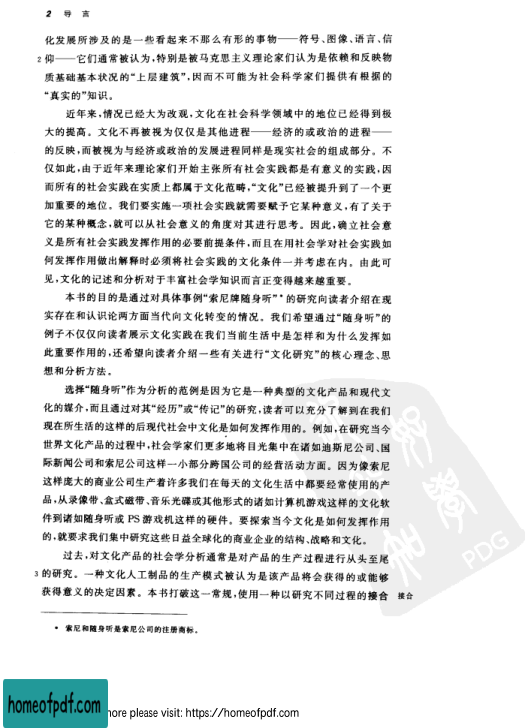 2 导 言
化发展所涉及的是一些看起来不那么有形的事物——符号、图像、语言、信
2 仰——它们通常被认为,特别是被马克思主义理论家们认为是依赖和反映物
质基础基本状况的“上层建筑”,因而不可能为社会科学家们提供有根据的
“真实的”知识。
近年来,情况已经大为改观,文化在社会科学领域中的地位已经得到极
大的提高。文化不再被视为仅仅是其他进程——经济的或政治的进程——
的反映,而被视为与经济或政治的发展进程同样是现实社会的组成部分。不
仅如此,由于近年来理论家们开始主张所有社会实践都是有意义的实践,因
而所有的社会实践在实质上都属于文化范畴,“文化”已经被提升到了一个更
加重要的地位。我们要实施一项社会实践就需要赋予它某种意义,有了关于
它的某种概念,就可以从社会意义的角度对其进行思考。因此,确立社会意
义是所有社会实践发挥作用的必要前提条件,而且在用社会学对社会实践如
何发挥作用做出解释时必须将社会实践的文化条件一并考虑在内。由此可
见,文化的记述和分析对于丰富社会学知识而言正变得越来越重要。
本书的目的是通过对具体事例“索尼牌随身听”*的研究向读者介绍在现
实存在和认识论两方面当代向文化转变的情况。我们希望通过“随身听”的
例子不仅仅向读者展示文化实践在我们当前生活中是怎样和为什么发挥如
此重要作用的,还希望向读者介绍一些有关进行“文化研究”的核心理念、思
想和分析方法。
选择“随身听”作为分析的范例是因为它是一种典型的文化产品和现代文
化的媒介,而且通过对其“经历”或“传记”的研究,读者可以充分了解到在我们
现在所生活的这样的后现代社会中文化是如何发挥作用的。例如,在研究当今
世界文化产品的过程中,社会学家们更多地将目光集中在诸如迪斯尼公司、国
际新闻公司和索尼公司这样一小部分跨国公司的经营活动方面。因为像索尼
这样庞大的商业公司生产着许多我们在每天的文化生活中都要经常使用的产
品,从录像带、盒式磁带、音乐光碟或其他形式的诸如计算机游戏这样的文化软
件到诸如随身听或 PS 游戏机这样的硬件。要探索当今文化是如何发挥作用
的,就要求我们集中研究这些日益全球化的商业企业的结构、战略和文化。
过去,对文化产品的社会学分析通常是对产品的生产过程进行从头至尾
3 的研究。一种文化人工制品的生产模式被认为是该产品将会获得的或能够
获得意义的决定因素。本书打破这一常规,使用一种以研究不同过程的接合 接合
* 索尼和随身听是索尼公司的注册商标。
PDG
homeofpdf.com
more please visit: https://homeofpdf.com